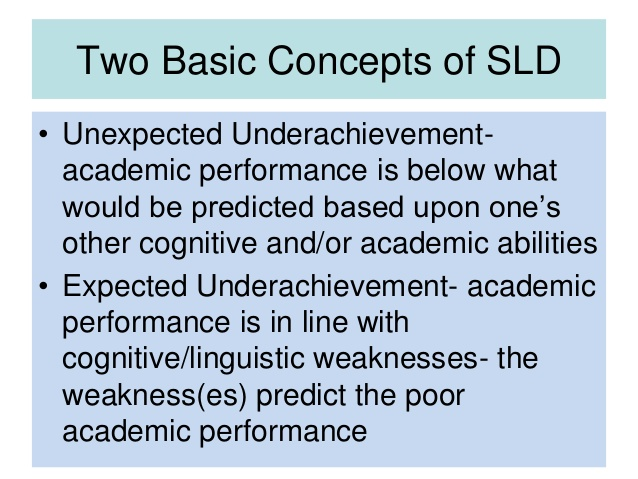 Two Basic Concepts of SLD
• Unexpected Underachievement-
academic performance is below what
would be predicted based upon one’s
other cognitive and/or academic abilities
• Expected Underachievement- academic
performance is in line with
cognitive/linguistic weaknesses- the
weakness(es) predict the poor
academic performance